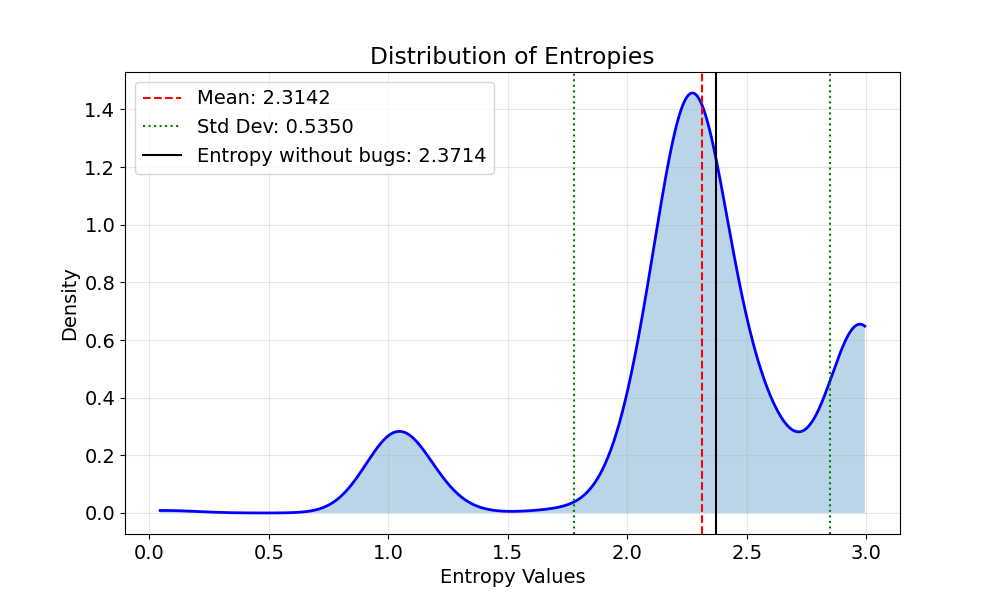 Distribution of Entropies
Mean: 2.3142
Std Dev: 0.5350
Entropy without bugs: 2.3714
Density
1.4
1.2
1.0
0.8
0.6
0.4
0.2
0.0
0.0 0.5 1.0 1.5 2.0 2.5 3.0
Entropy Values